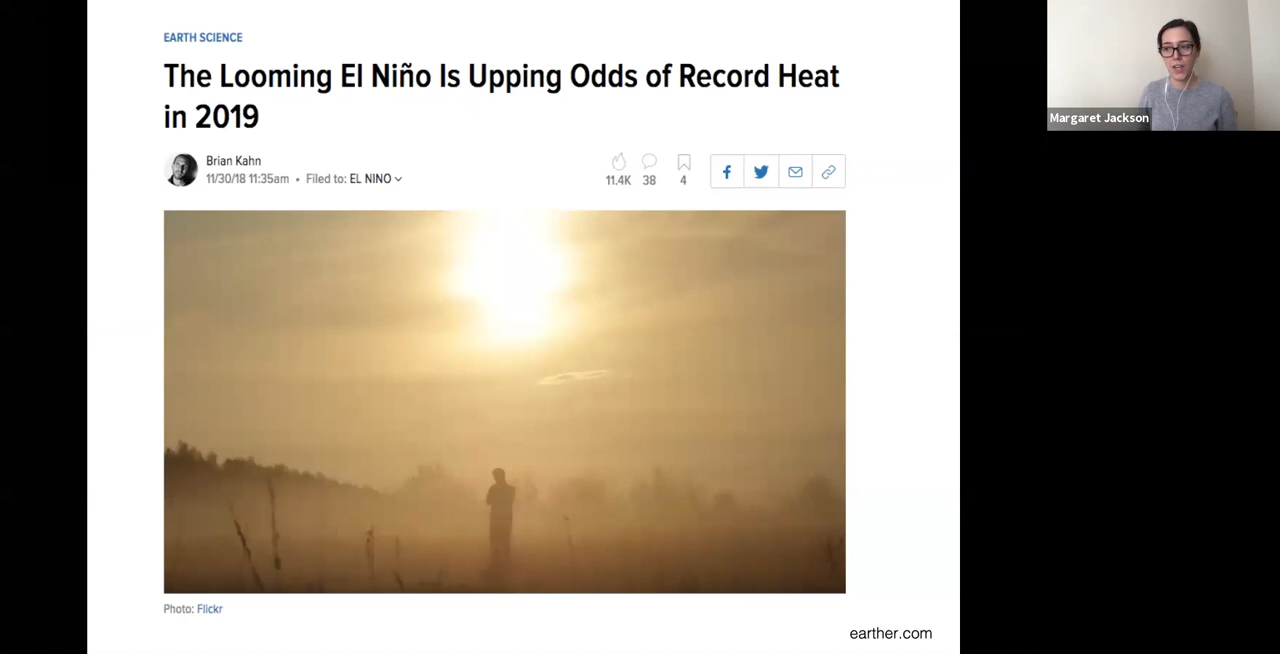 EARTH SCIENCE
The Looming El Niño Is Upping Odds of Record Heat
in 2019
Brian Kahn
11/30/18 11:35am • Filed to: EL NINO
11.4K 38 4
Photo: Flickr
earther.com
Margaret Jackson